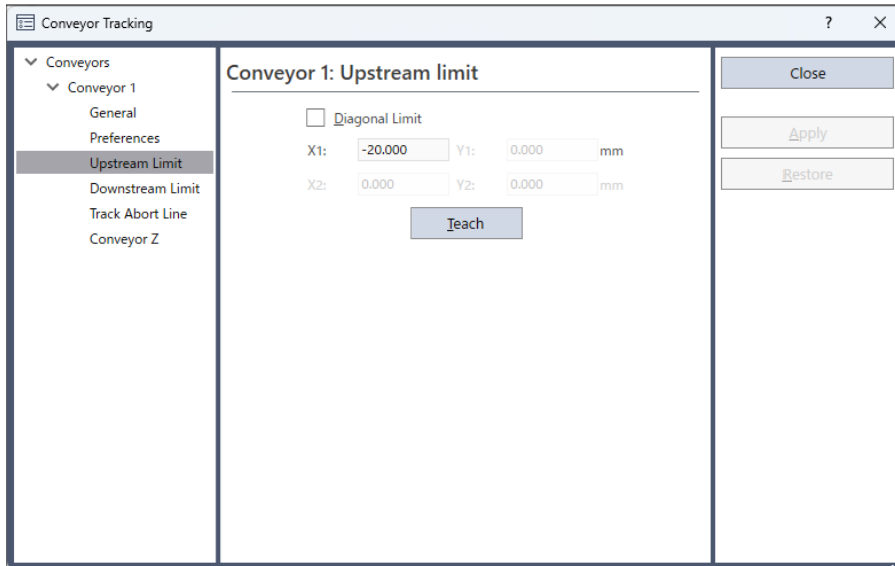 Conveyor Tracking
?
Conveyors
Conveyor 1
General
Preferences
Upstream Limit
Downstream Limit
Track Abort Line
Conveyor Z
Conveyor 1: Upstream limit
Diagonal Limit
X1: -20.000 Y1: 0.000 mm
X2: 0.000 Y2: 0.000 mm
Teach
Close
Apply
Restore